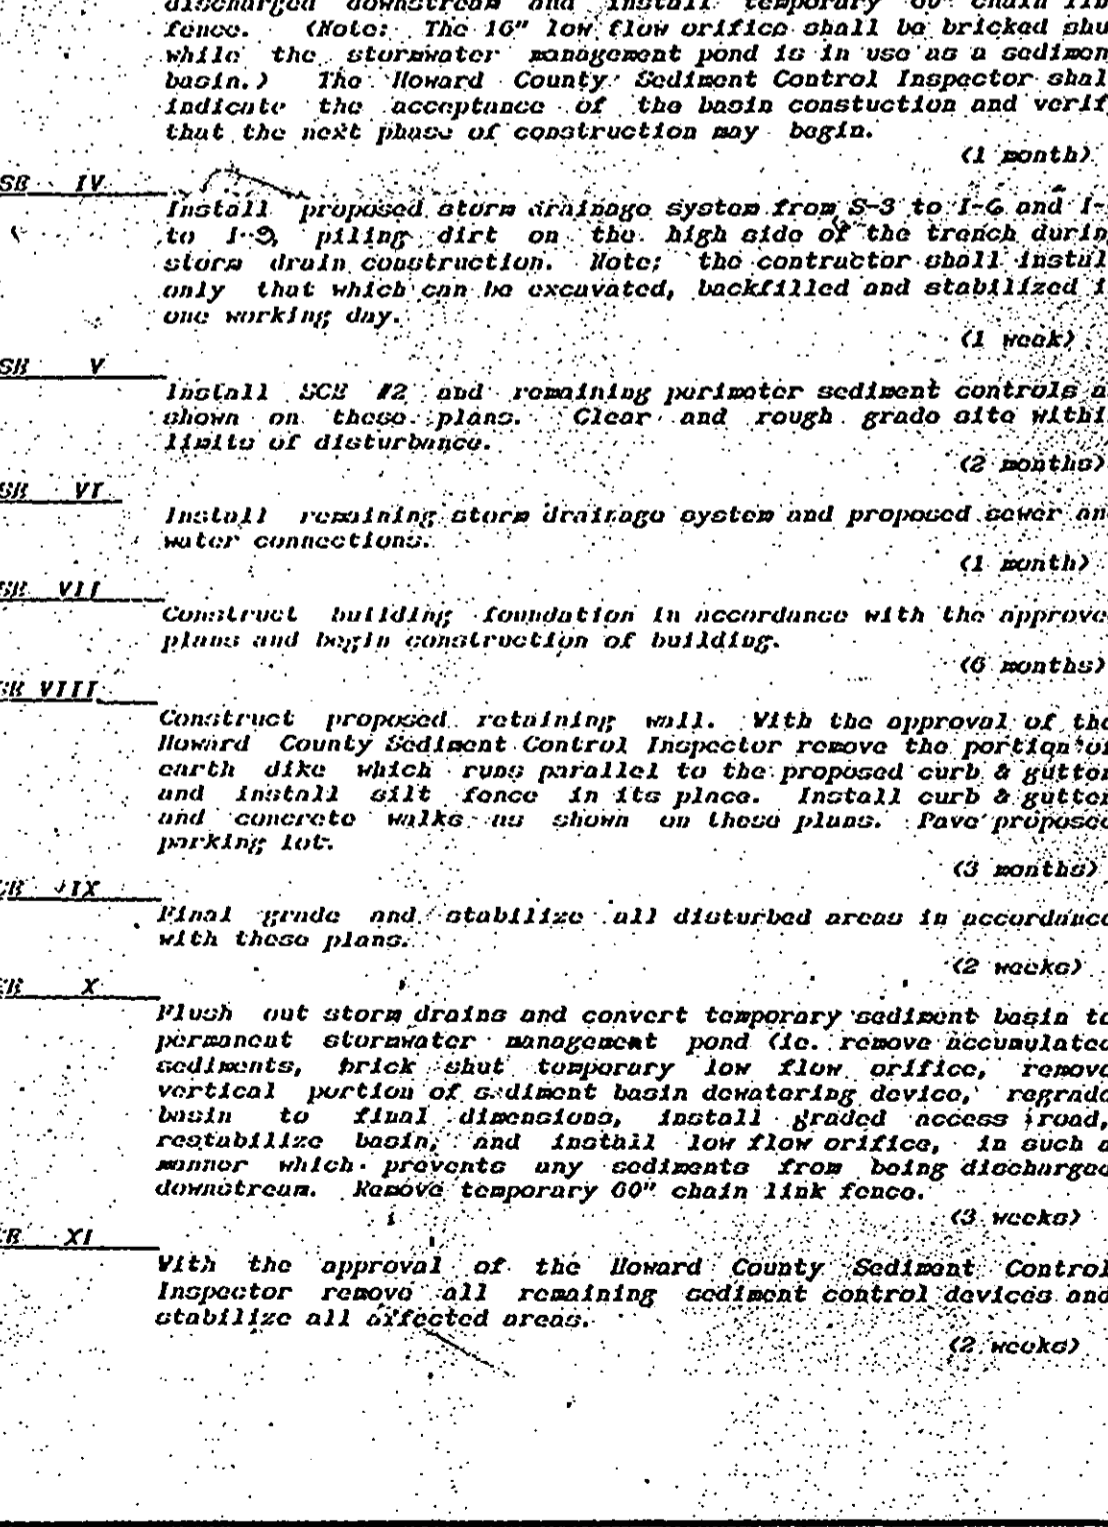 discharged downstream and install temporary 60" chain lin
fence. (Note: The 16" low flow orifice shall be bricked shu
while the stormwater management pond is in use as a sedimen
basin.) The Howard County Sediment Control Inspector shal
indicate the acceptance of the basin constuction and verif
that the next phase of construction may begin.
(1 month)
SB IV
Install proposed storm drainage system from S-3 to I-6 and I-
to I-9, piling dirt on the high side of the trench durin
storm drain construction. Note; the contractor shall instal
only that which can be excavated, backfilled and stabilized i
one working day.
(1 week)
SB V
Install SCE #2 and remaining perimeter sediment controls a
shown on these plans. Clear and rough grade site withi
limits of disturbance.
(2 months)
SB VI
Install remaining storm drainage system and proposed sewer an
water connections.
(1 month)
SB VII
Construct building foundation in accordance with the approve
plans and begin construction of building.
(6 months)
SB VIII
Construct proposed retaining wall. With the approval of the
Howard County Sediment Control Inspector remove the portion of
earth dike which runs parallel to the proposed curb & gutter
and install silt fence in its place. Install curb & gutter
and concrete walks as shown on these plans. Pave proposed
parking lot.
(3 months)
IX
Final grade and stabilize all disturbed areas in accordance
with these plans.
(2 weeks)
X
Flush out storm drains and convert temporary sediment basin to
permanent stormwater management pond (ie. remove accumulated
sediments, brick shut temporary low flow orifice, remove
vertical portion of sediment basin dewatering device, regrade
basin to final dimensions, install graded access road,
restabilize basin, and install low flow orifice, in such a
manner which prevents any sediments from being discharged
downstream. Remove temporary 60" chain link fence.
(3 weeks)
XI
With the approval of the Howard County Sediment Control
Inspector remove all remaining sediment control devices and
stabilize all affected areas.
(2 weeks)